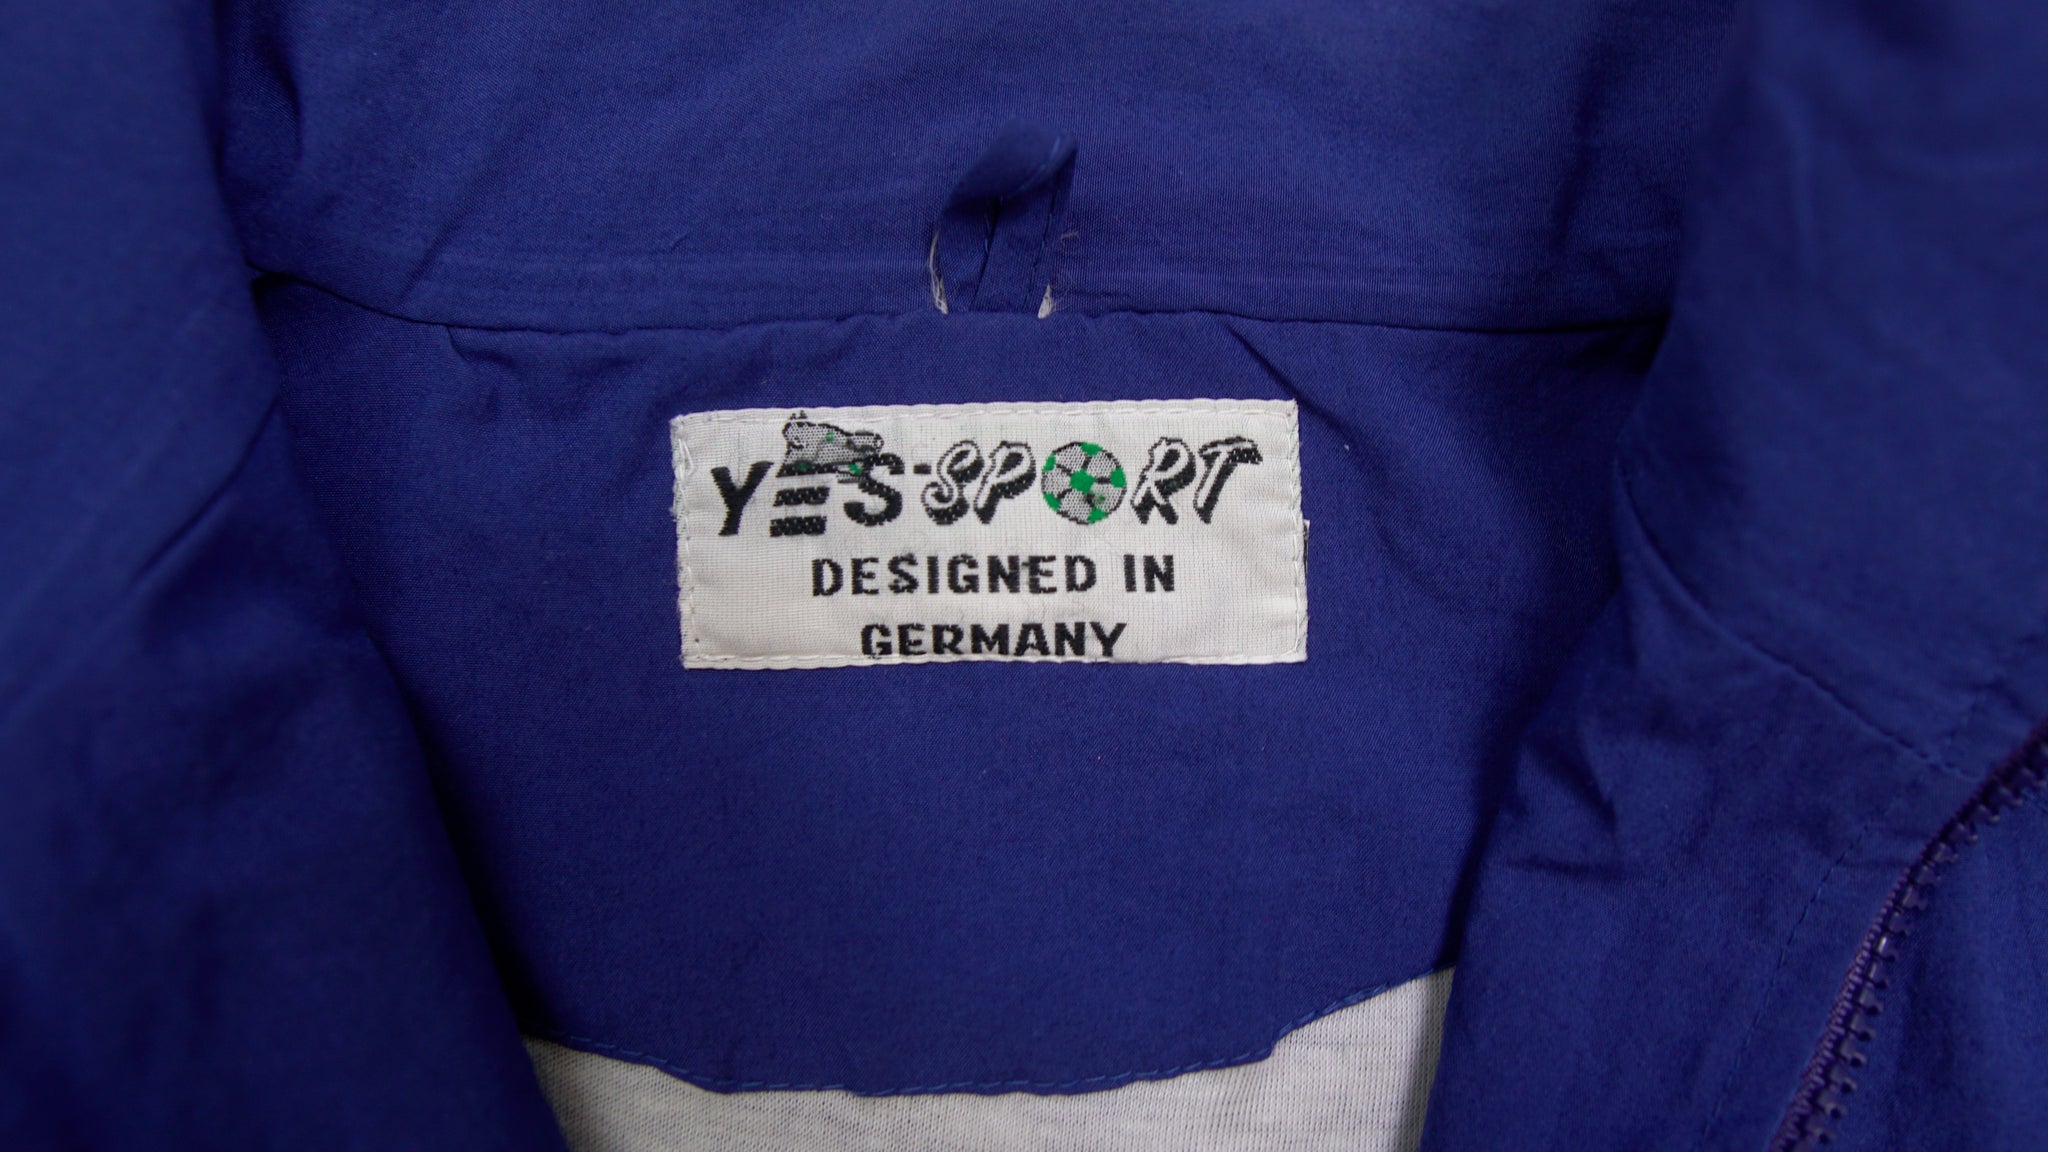 YES-SPORT
DESIGNED IN
GERMANY